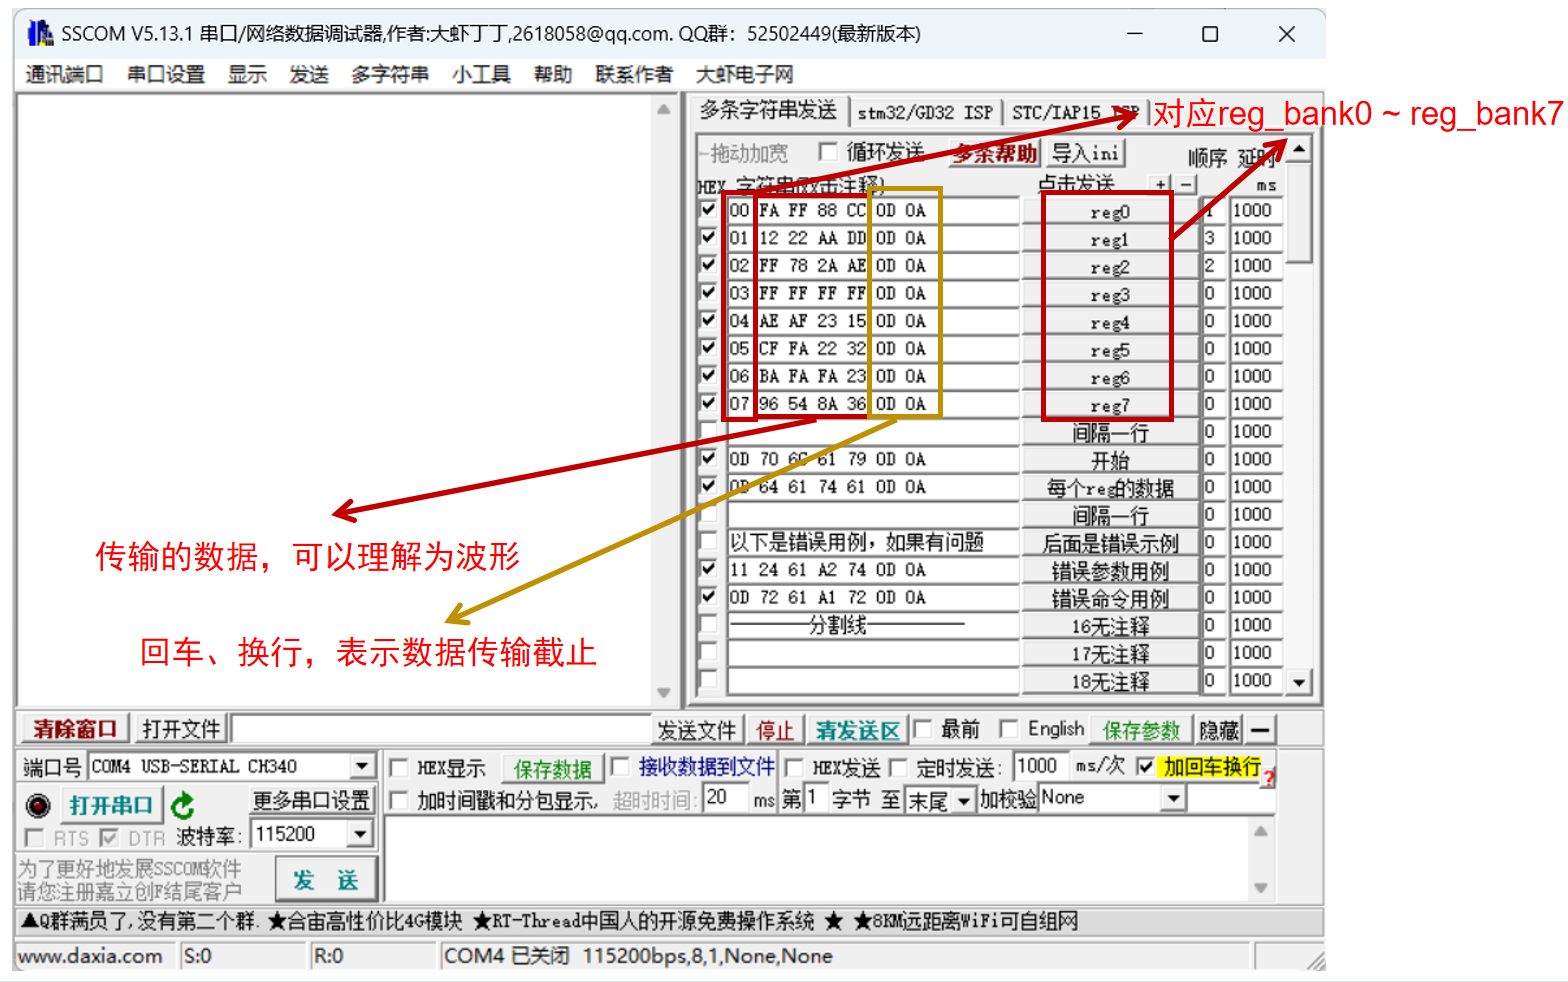 SSCOM V5.13.1 串口/网络数据调试器,作者:大虾丁丁,2618058@qq.com. QQ群：52502449(最新版本)
通讯端口 串口设置 显示 发送 多字符串 小工具 帮助 联系作者 大虾电子网
多条字符串发送 stm32/GD32 ISP STC/IAP15 ISP
对应reg_bank0 ~ reg_bank7
拖动加宽 循环发送 多条帮助 导入ini 顺序 延时
HEX 字符串(双击注释) 点击发送 + − ms
00 FA FF 88 CC 0D 0A reg0 1 1000
01 12 22 AA DD 0D 0A reg1 3 1000
02 FF 78 2A AE 0D 0A reg2 2 1000
03 FF FF FF FF 0D 0A reg3 0 1000
04 AE AF 23 15 0D 0A reg4 0 1000
05 CF FA 22 32 0D 0A reg5 0 1000
06 BA FA FA 23 0D 0A reg6 0 1000
07 96 54 8A 36 0D 0A reg7 0 1000
间隔一行 0 1000
0D 70 6C 61 79 0D 0A 开始 0 1000
0D 64 61 74 61 0D 0A 每个reg的数据 0 1000
间隔一行 0 1000
以下是错误用例，如果有问题 后面是错误示例 0 1000
11 24 61 A2 74 0D 0A 错误参数用例 0 1000
0D 72 61 A1 72 0D 0A 错误命令用例 0 1000
————分割线———— 16无注释 0 1000
17无注释 0 1000
18无注释 0 1000
传输的数据，可以理解为波形
回车、换行，表示数据传输截止
清除窗口 打开文件 发送文件 停止 清发送区 最前 English 保存参数 隐藏 —
端口号 COM4 USB-SERIAL CH340 HEX显示 保存数据 接收数据到文件 HEX发送 定时发送: 1000 ms/次 加回车换行 ?
打开串口 更多串口设置 加时间戳和分包显示, 超时时间: 20 ms 第 1 字节 至 末尾 加校验 None
RTS DTR 波特率: 115200
为了更好地发展SSCOM软件
请您注册嘉立创F结尾客户
发 送
▲Q群满员了,没有第二个群. ★合宙高性价比4G模块 ★RT-Thread中国人的开源免费操作系统 ★ ★8KM远距离WiFi可自组网
www.daxia.com S:0 R:0 COM4 已关闭 115200bps,8,1,None,None